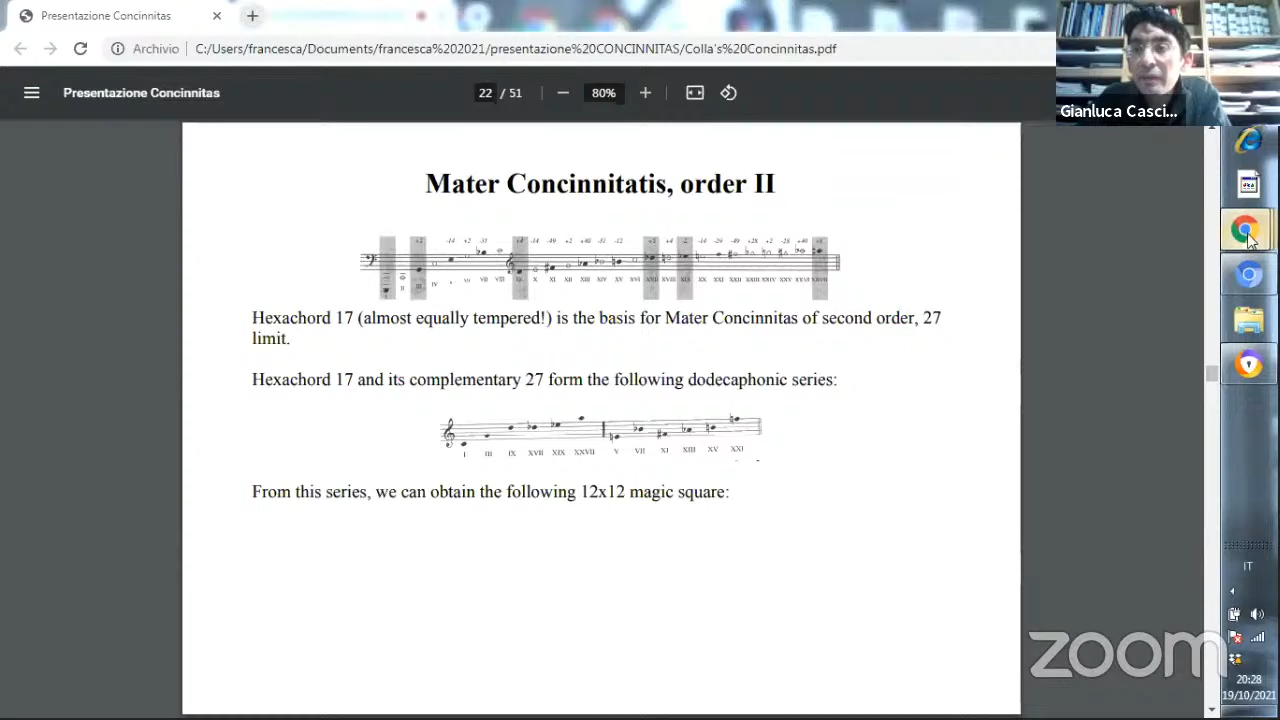 Presentazione Concinnitas
Archivio
C:/Users/francesca/Documents/francesca%202021/presentazione%20CONCINNITAS/Colla's%20Concinnitas.pdf
Gianluca Casci...
Presentazione Concinnitas
22 / 51
80%
Mater Concinnitatis, order II
Hexachord 17 (almost equally tempered!) is the basis for Mater Concinnitas of second order, 27
limit.
Hexachord 17 and its complementary 27 form the following dodecaphonic series:
I III IX XVII XIX XXVII V VII XI XIII XV XXI
From this series, we can obtain the following 12x12 magic square:
IT
zoom
20:28
19/10/2021